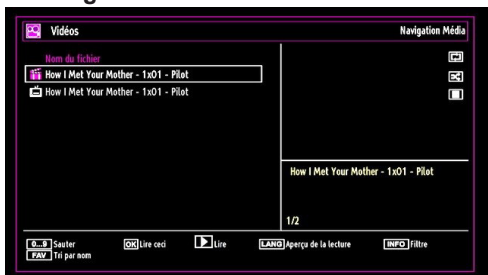 Vidéos
Navigation Média
Nom du fichier
How I Met Your Mother - 1x01 - Pilot
How I Met Your Mother - 1x01 - Pilot
How I Met Your Mother - 1x01 - Pilot
1/2
0...9 Sauter
OK Lire ceci
Lire
LANG Aperçu de la lecture
INFO Filtre
FAV Tri par nom